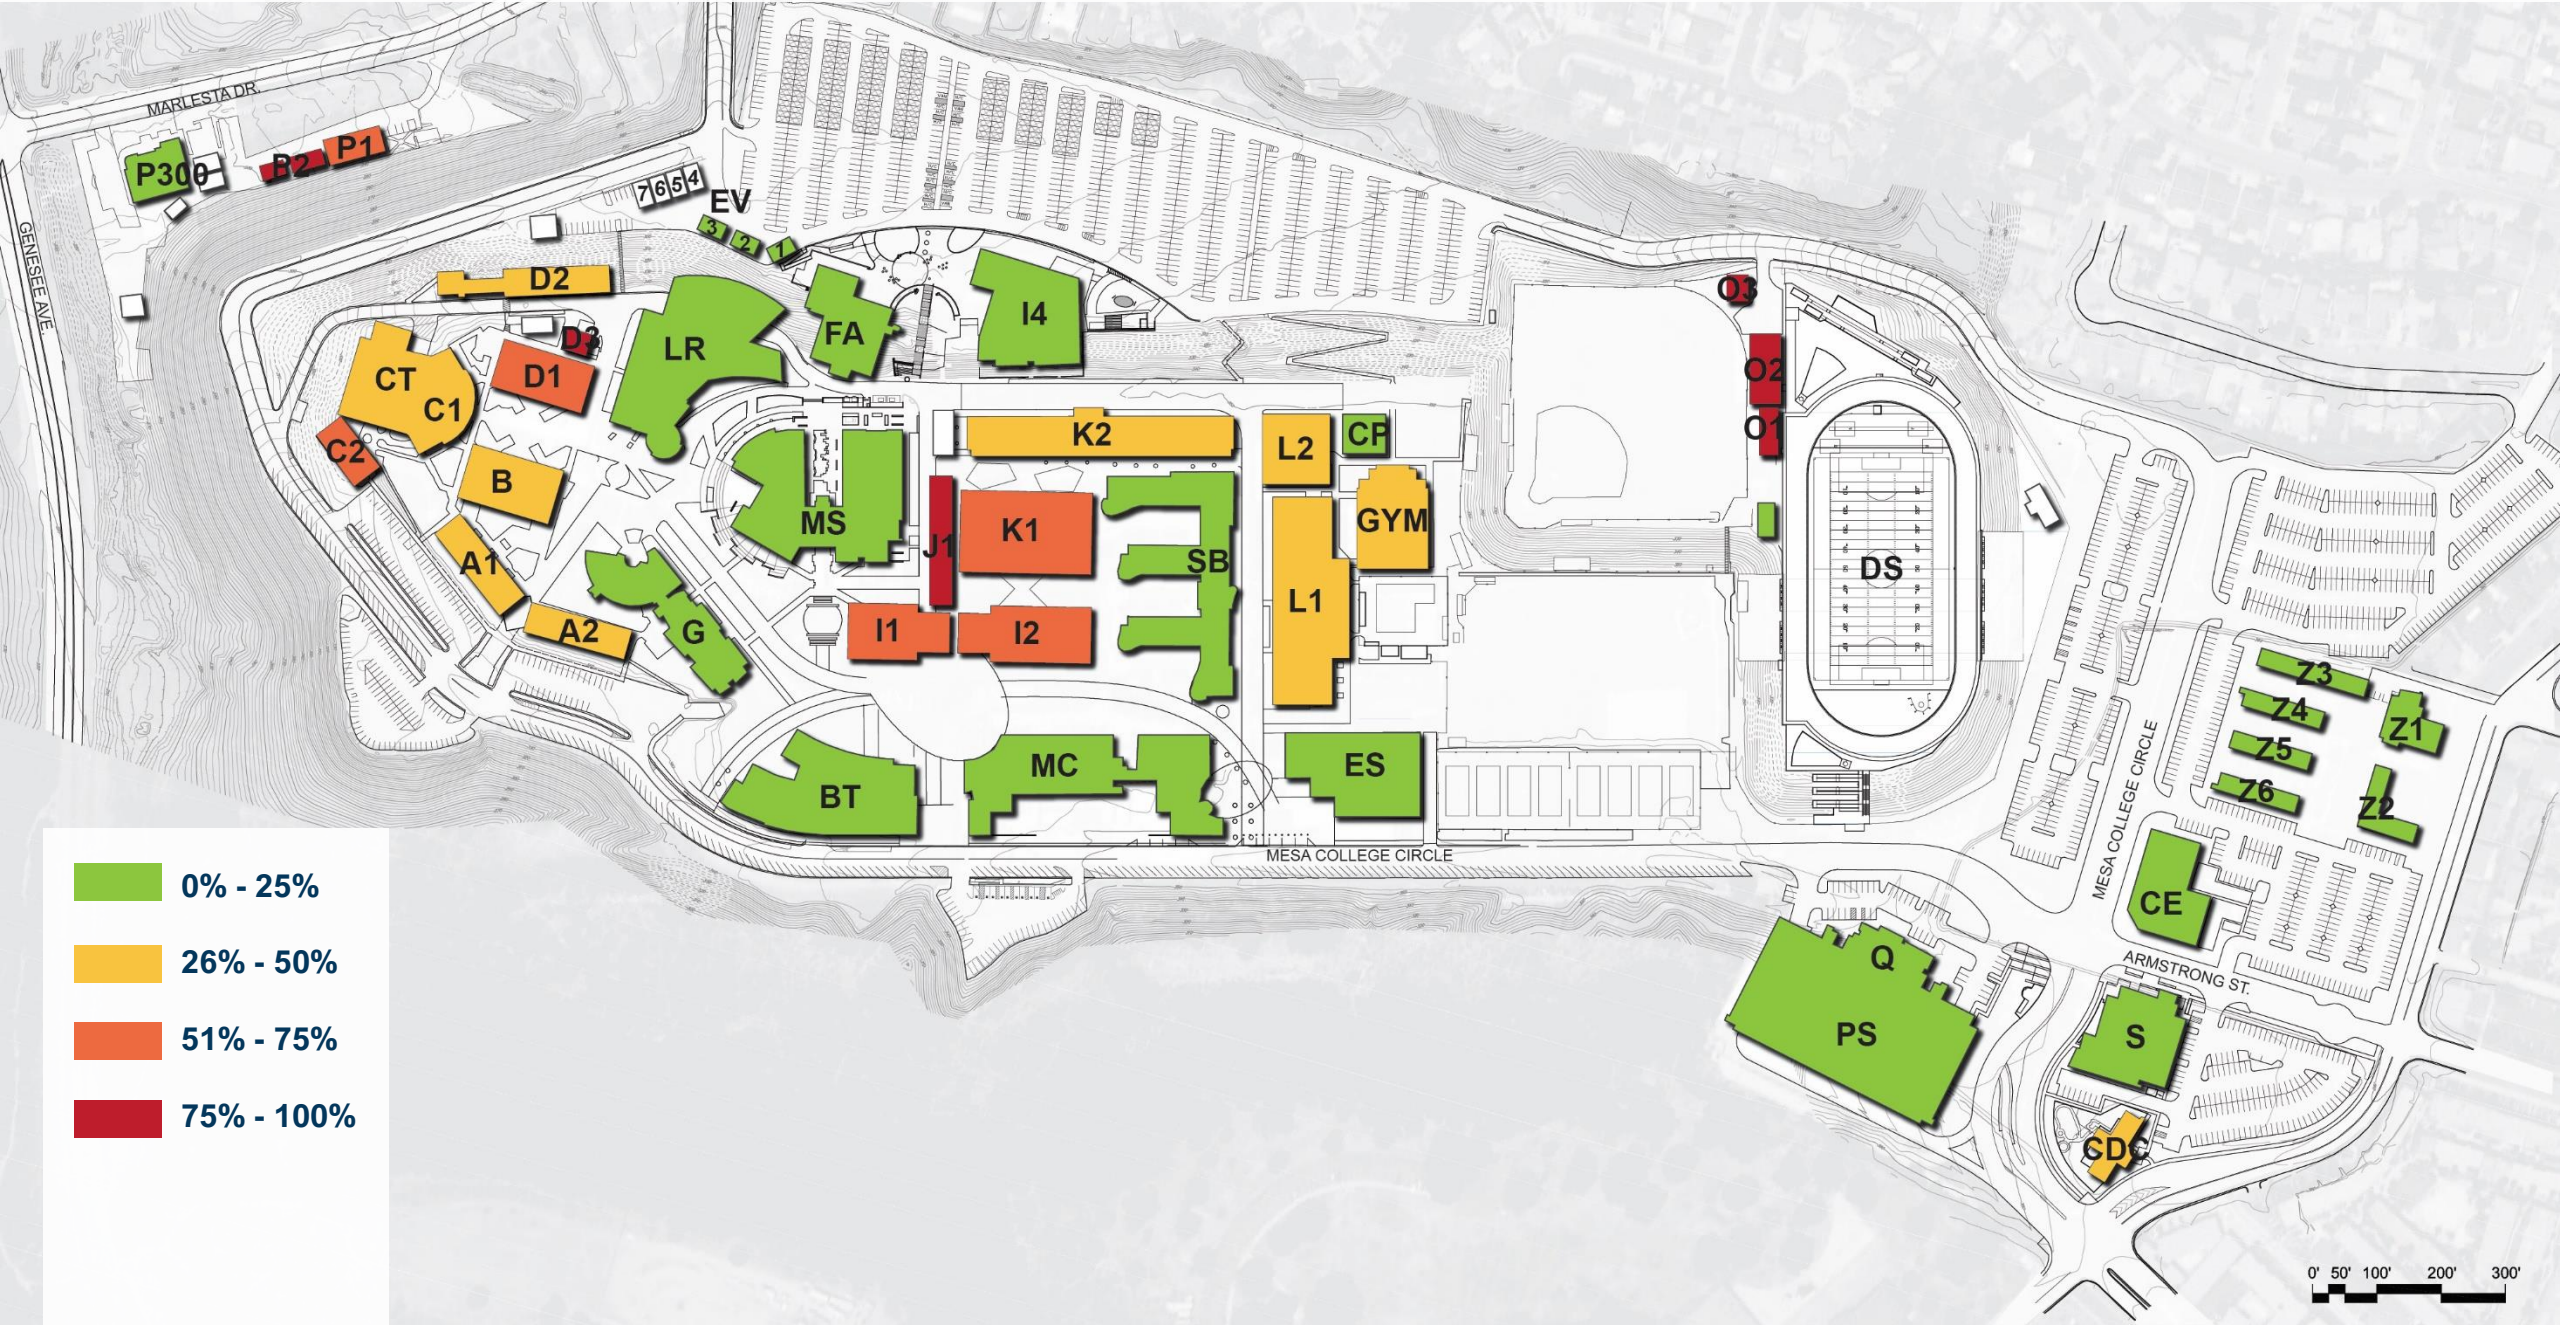 MARLESTA DR.
P300
P2
P1
GENESEE AVE.
7 6 5 4
EV
3
2
1
D2
D3
D1
LR
FA
I4
CT
C1
C2
B
A1
A2
G
MS
J1
K2
K1
I1
I2
SB
L2
CP
GYM
L1
O3
O2
O1
DS
BT
MC
ES
MESA COLLEGE CIRCLE
MESA COLLEGE CIRCLE
Z3
Z4
Z1
Z5
Z6
Z2
CE
ARMSTRONG ST.
Q
PS
S
CDC
0% - 25%
26% - 50%
51% - 75%
75% - 100%
0' 50' 100' 200' 300'